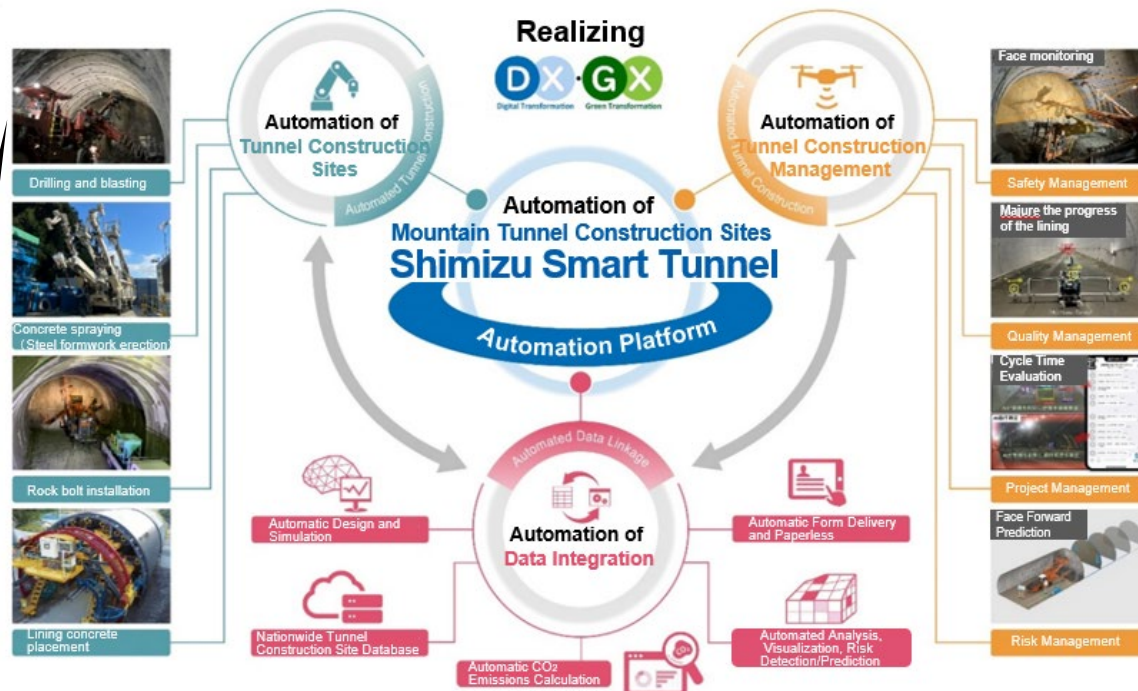 Realizing
DX・GX
Digital Transformation Green Transformation
Automation of
Tunnel Construction
Sites
Automated Tunnel Construction
Automation of
Tunnel Construction
Management
Automated Tunnel Construction
Automation of
Mountain Tunnel Construction Sites
Shimizu Smart Tunnel
Automation Platform
Drilling and blasting
Concrete spraying
(Steel formwork erection)
Rock bolt installation
Lining concrete
placement
Face monitoring
Safety Management
Majure the progress
of the lining
Quality Management
Cycle Time
Evaluation
Project Management
Face Forward
Prediction
Risk Management
Automated Data Linkage
Automation of
Data Integration
Automatic Design and
Simulation
Nationwide Tunnel
Construction Site Database
Automatic CO₂
Emissions Calculation
CO₂
Automatic Form Delivery
and Paperless
Automated Analysis,
Visualization, Risk
Detection/Prediction